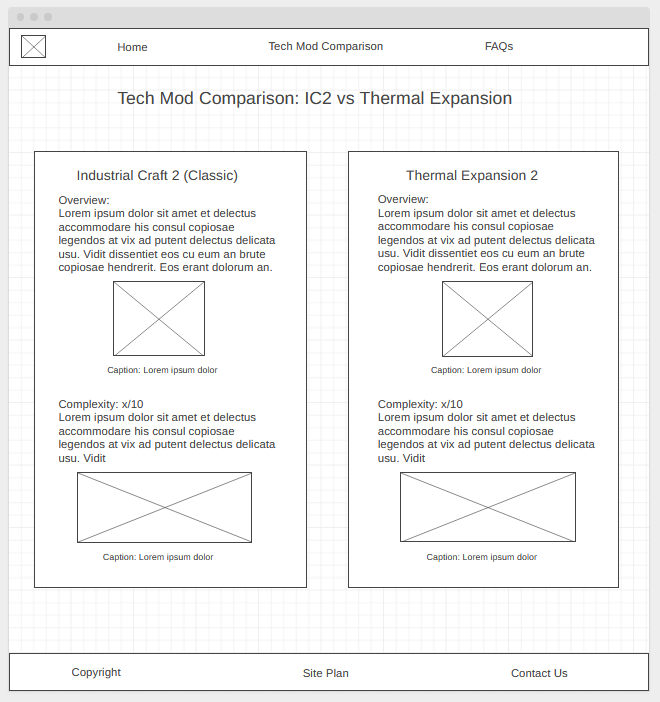 Home
Tech Mod Comparison
FAQs
Tech Mod Comparison: IC2 vs Thermal Expansion
Industrial Craft 2 (Classic)
Overview:
Lorem ipsum dolor sit amet et delectus
accommodare his consul copiosae
legendos at vix ad putent delectus delicata
usu. Vidit dissentiet eos cu eum an brute
copiosae hendrerit. Eos erant dolorum an.
Caption: Lorem ipsum dolor
Complexity: x/10
Lorem ipsum dolor sit amet et delectus
accommodare his consul copiosae
legendos at vix ad putent delectus delicata
usu. Vidit
Caption: Lorem ipsum dolor
Thermal Expansion 2
Overview:
Lorem ipsum dolor sit amet et delectus
accommodare his consul copiosae
legendos at vix ad putent delectus delicata
usu. Vidit dissentiet eos cu eum an brute
copiosae hendrerit. Eos erant dolorum an.
Caption: Lorem ipsum dolor
Complexity: x/10
Lorem ipsum dolor sit amet et delectus
accommodare his consul copiosae
legendos at vix ad putent delectus delicata
usu. Vidit
Caption: Lorem ipsum dolor
Copyright
Site Plan
Contact Us